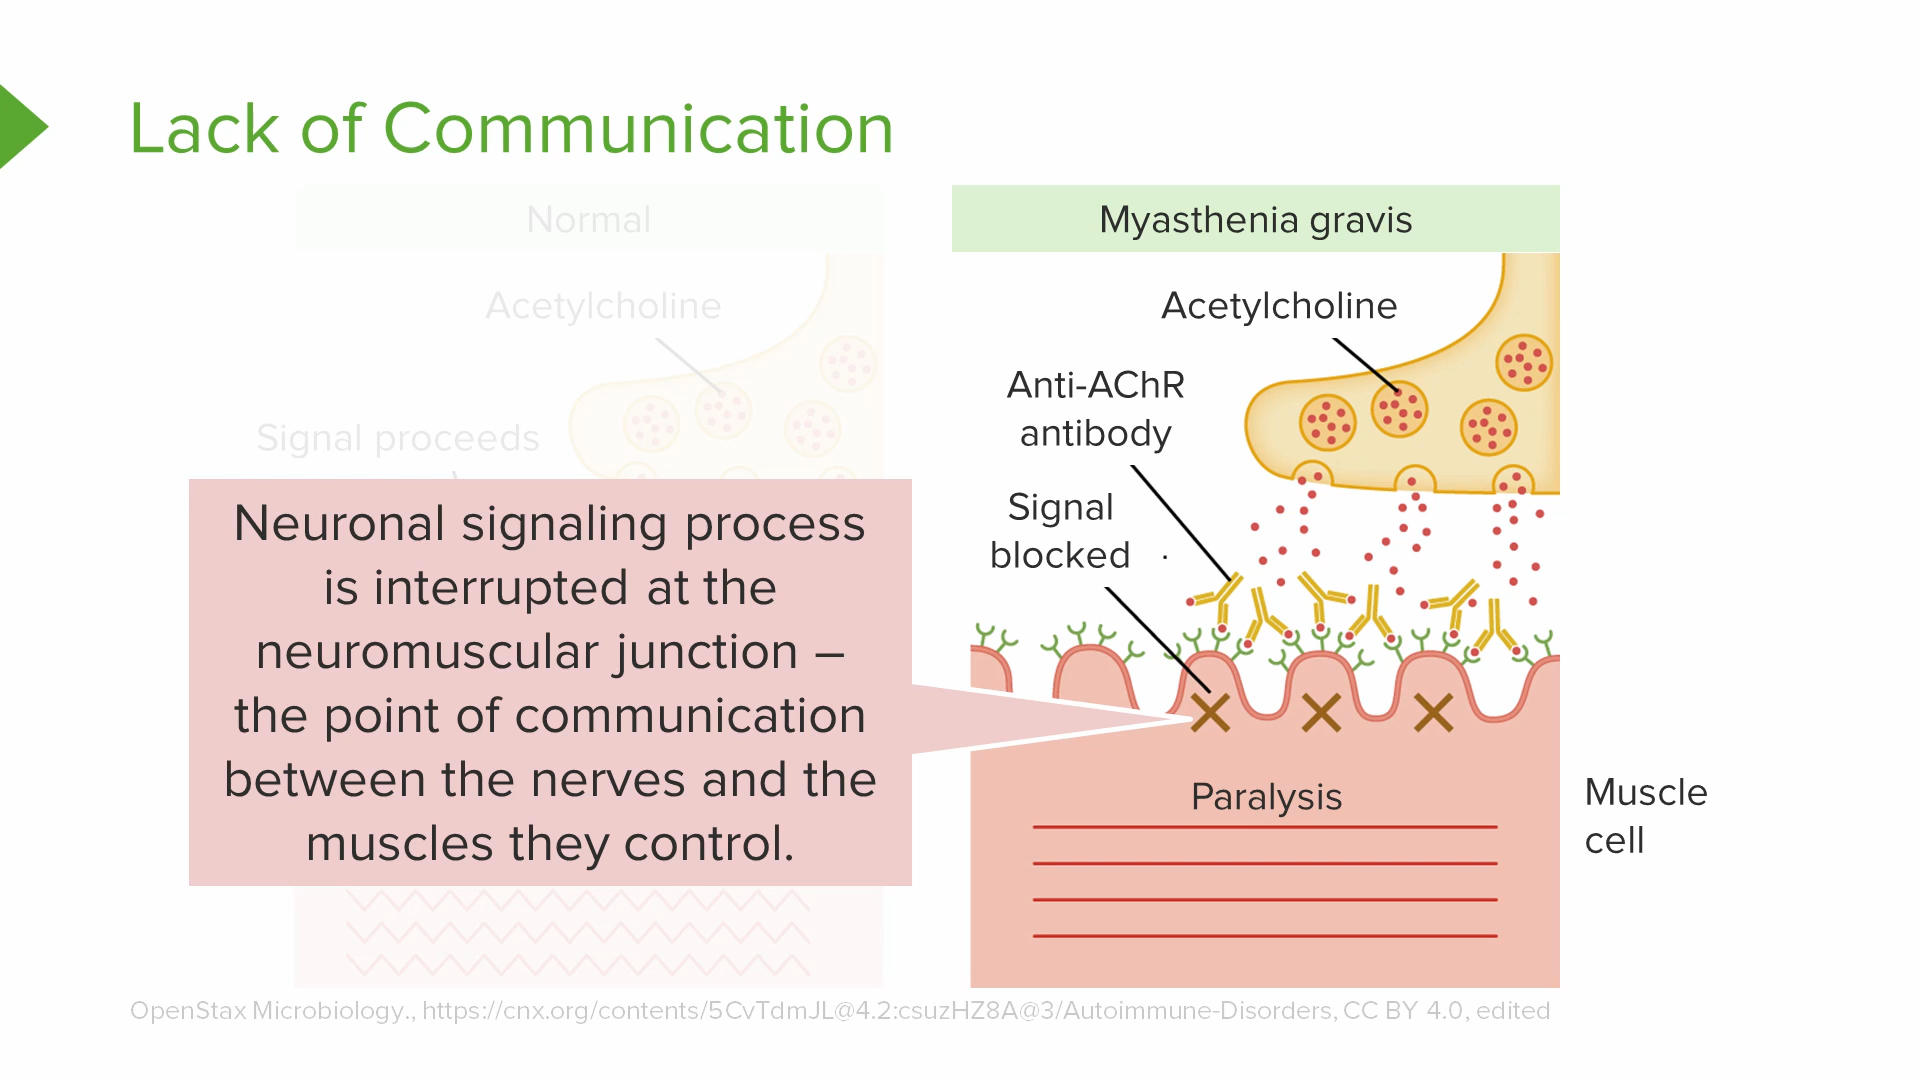 Lack of Communication
Normal
Acetylcholine
Signal proceeds
Neuronal signaling process
is interrupted at the
neuromuscular junction –
the point of communication
between the nerves and the
muscles they control.
Myasthenia gravis
Acetylcholine
Anti-AChR
antibody
Signal
blocked
Paralysis
Muscle
cell
OpenStax Microbiology., https://cnx.org/contents/5CvTdmJL@4.2:csuzHZ8A@3/Autoimmune-Disorders, CC BY 4.0, edited